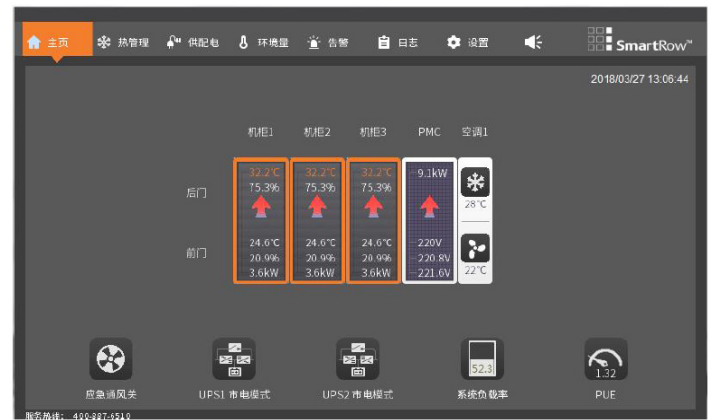 主页 热管理 供配电 环境量 告警 日志 设置 SmartRow™
2018/03/27 13:06:44
机柜1 机柜2 机柜3 PMC 空调1
32.2℃ 32.2℃ 32.2℃ 9.1kW
后门 75.3% 75.3% 75.3%
28℃
24.6℃ 24.6℃ 24.6℃ 220V
前门 20.9% 20.9% 20.9% 220.8V
3.6kW 3.6kW 3.6kW 221.6V 22℃
52.3 1.32
应急通风关 UPS1 市电模式 UPS2 市电模式 系统负载率 PUE
服务热线: 400-887-6510